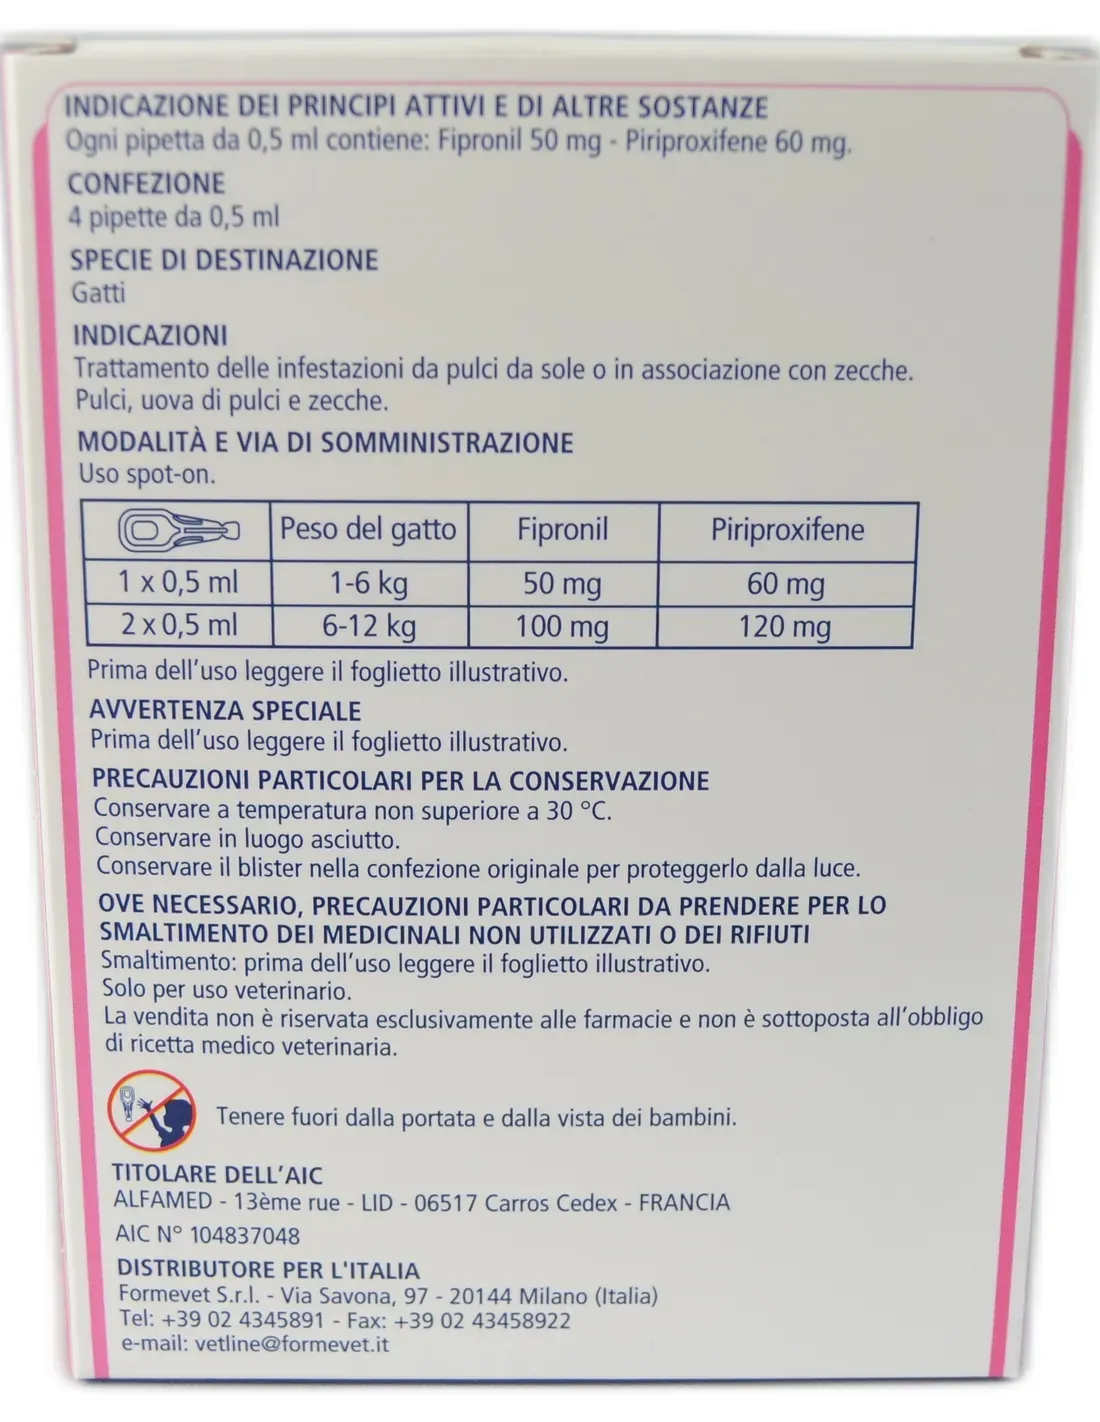 INDICAZIONE DEI PRINCIPI ATTIVI E DI ALTRE SOSTANZE
Ogni pipetta da 0,5 ml contiene: Fipronil 50 mg - Piriproxifene 60 mg.
CONFEZIONE
4 pipette da 0,5 ml
SPECIE DI DESTINAZIONE
Gatti
INDICAZIONI
Trattamento delle infestazioni da pulci da sole o in associazione con zecche.
Pulci, uova di pulci e zecche.
MODALITÀ E VIA DI SOMMINISTRAZIONE
Uso spot-on.
Peso del gatto Fipronil Piriproxifene
1 x 0,5 ml 1-6 kg 50 mg 60 mg
2 x 0,5 ml 6-12 kg 100 mg 120 mg
Prima dell'uso leggere il foglietto illustrativo.
AVVERTENZA SPECIALE
Prima dell'uso leggere il foglietto illustrativo.
PRECAUZIONI PARTICOLARI PER LA CONSERVAZIONE
Conservare a temperatura non superiore a 30 °C.
Conservare in luogo asciutto.
Conservare il blister nella confezione originale per proteggerlo dalla luce.
OVE NECESSARIO, PRECAUZIONI PARTICOLARI DA PRENDERE PER LO
SMALTIMENTO DEI MEDICINALI NON UTILIZZATI O DEI RIFIUTI
Smaltimento: prima dell'uso leggere il foglietto illustrativo.
Solo per uso veterinario.
La vendita non è riservata esclusivamente alle farmacie e non è sottoposta all'obbligo
di ricetta medico veterinaria.
Tenere fuori dalla portata e dalla vista dei bambini.
TITOLARE DELL'AIC
ALFAMED - 13ème rue - LID - 06517 Carros Cedex - FRANCIA
AIC N° 104837048
DISTRIBUTORE PER L'ITALIA
Formevet S.r.l. - Via Savona, 97 - 20144 Milano (Italia)
Tel: +39 02 4345891 - Fax: +39 02 43458922
e-mail: vetline@formevet.it